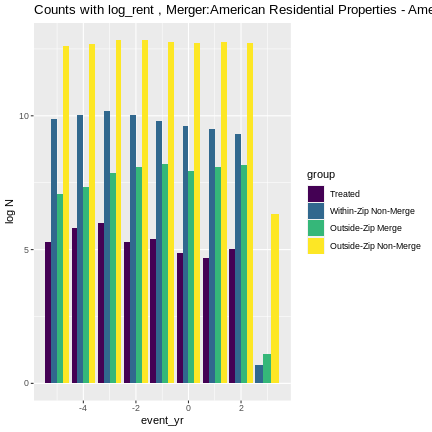 Counts with log_rent , Merger:American Residential Properties - Ame
log N
10
5
0
-4
-2
0
2
event_yr
group
Treated
Within-Zip Non-Merge
Outside-Zip Merge
Outside-Zip Non-Merge